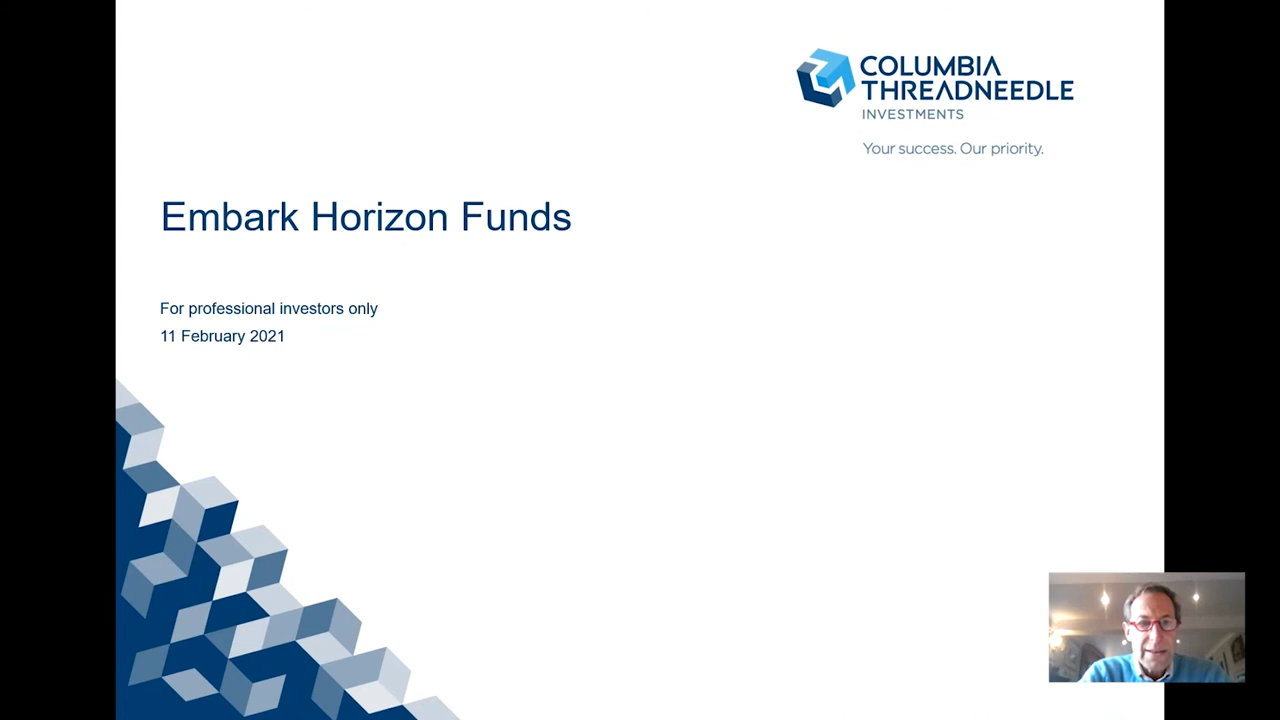 COLUMBIA
THREADNEEDLE
INVESTMENTS
Your success. Our priority.
Embark Horizon Funds
For professional investors only
11 February 2021